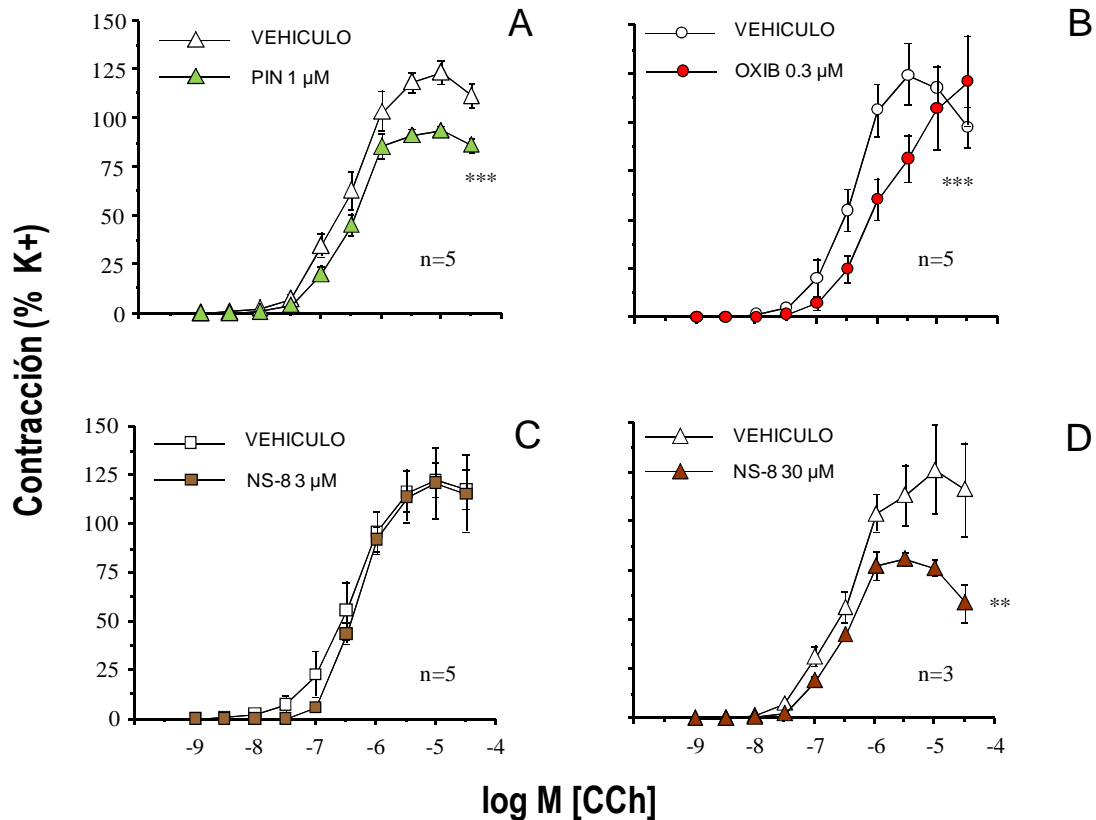 A
VEHICULO
PIN 1 µM
150
125
100
75
50
25
0
***
n=5
B
VEHICULO
OXIB 0.3 µM
***
n=5
Contracción (% K+)
C
VEHICULO
NS-8 3 µM
150
125
100
75
50
25
0
n=5
-9 -8 -7 -6 -5 -4
D
VEHICULO
NS-8 30 µM
**
n=3
-9 -8 -7 -6 -5 -4
log M [CCh]